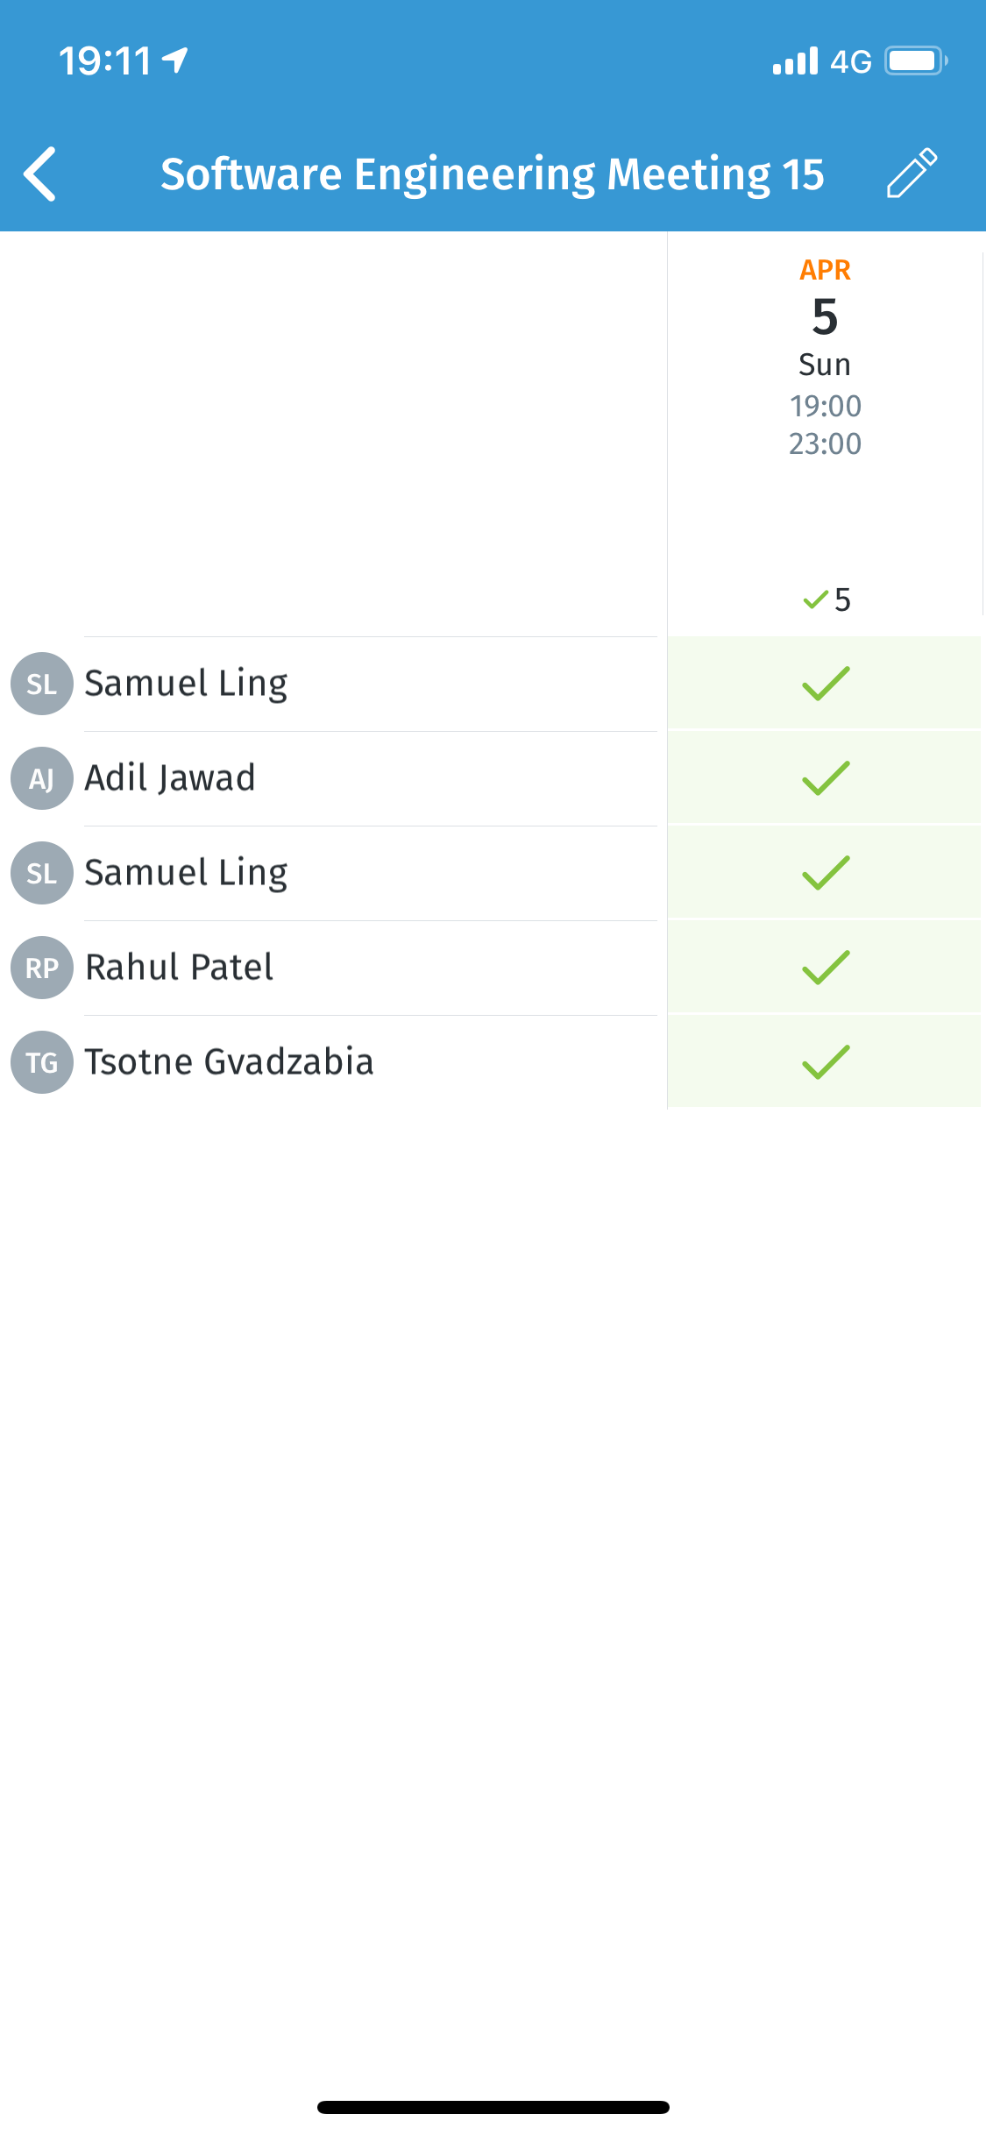 19:11
4G
Software Engineering Meeting 15
APR
5
Sun
19:00
23:00
5
SL Samuel Ling
AJ Adil Jawad
SL Samuel Ling
RP Rahul Patel
TG Tsotne Gvadzabia